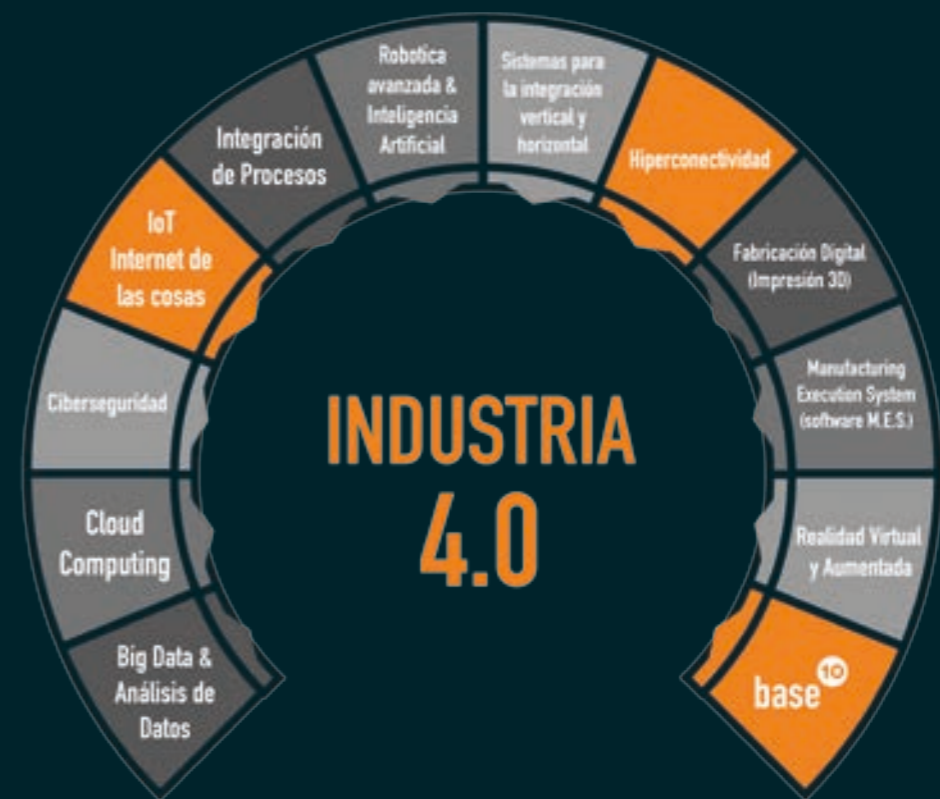 Robotica
avanzada &
Inteligencia
Artificial
Sistemas para
la integración
vertical y
horizontal
Integración
de Procesos
Hiperconectividad
IoT
Internet de
las cosas
Fabricación Digital
(Impresión 3D)
Ciberseguridad
Manufacturing
Execution System
(software M.E.S.)
INDUSTRIA
4.0
Cloud
Computing
Realidad Virtual
y Aumentada
Big Data &
Análisis de
Datos
base 10